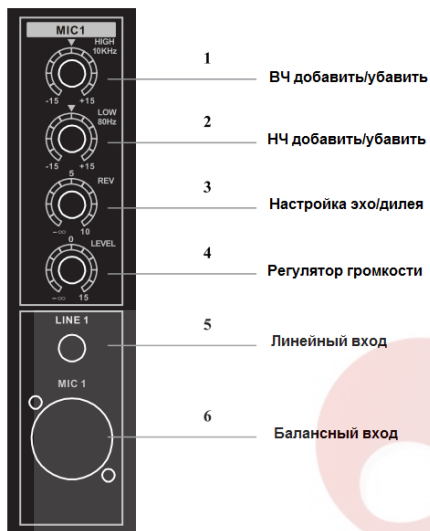 MIC1
HIGH
10KHz
-15 +15
1
ВЧ добавить/убавить
LOW
80Hz
-15 +15
2
НЧ добавить/убавить
5
REV
-∞ 10
3
Настройка эхо/дилея
0
LEVEL
-∞ 15
4
Регулятор громкости
LINE 1
5
Линейный вход
MIC 1
6
Балансный вход